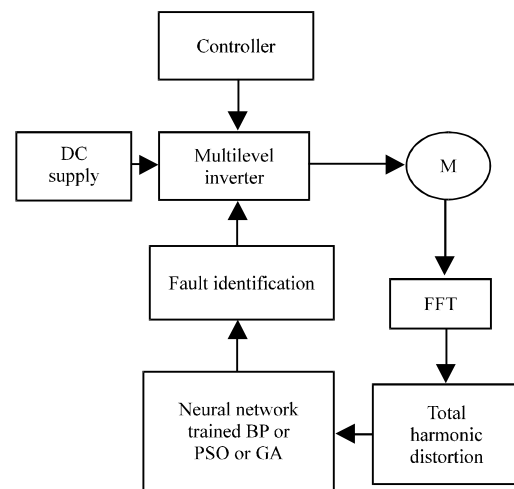 Controller
DC
supply
Multilevel
inverter
M
Fault identification
FFT
Neural network
trained BP or
PSO or GA
Total
harmonic
distortion